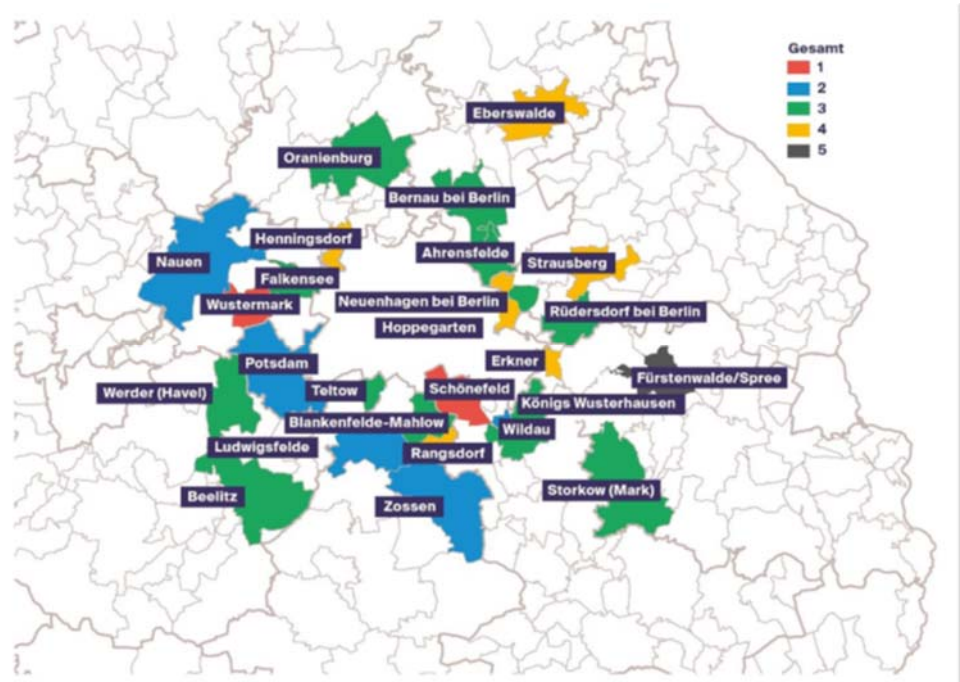 Gesamt
1
2
3
4
5
Eberswalde
Oranienburg
Bernau bei Berlin
Henningsdorf
Ahrensfelde
Nauen
Strausberg
Falkensee
Wustermark
Neuenhagen bei Berlin
Rüdersdorf bei Berlin
Hoppegarten
Potsdam
Erkner
Fürstenwalde/Spree
Werder (Havel)
Teltow
Schönefeld
Königs Wusterhausen
Blankenfelde-Mahlow
Wildau
Ludwigsfelde
Rangsdorf
Beelitz
Storkow (Mark)
Zossen